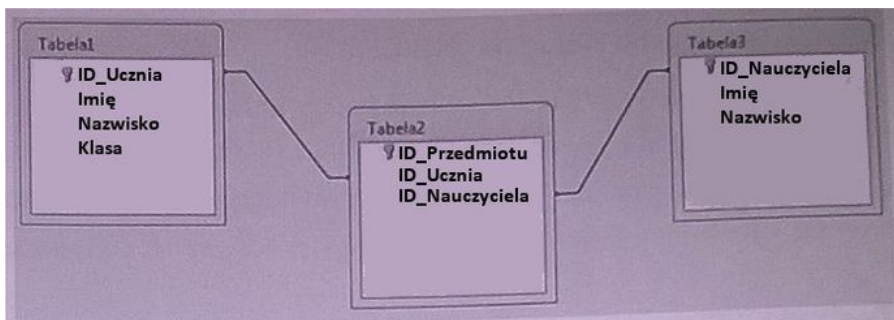 Tabela1
ID_Ucznia
Imię
Nazwisko
Klasa
Tabela2
ID_Przedmiotu
ID_Ucznia
ID_Nauczyciela
Tabela3
ID_Nauczyciela
Imię
Nazwisko